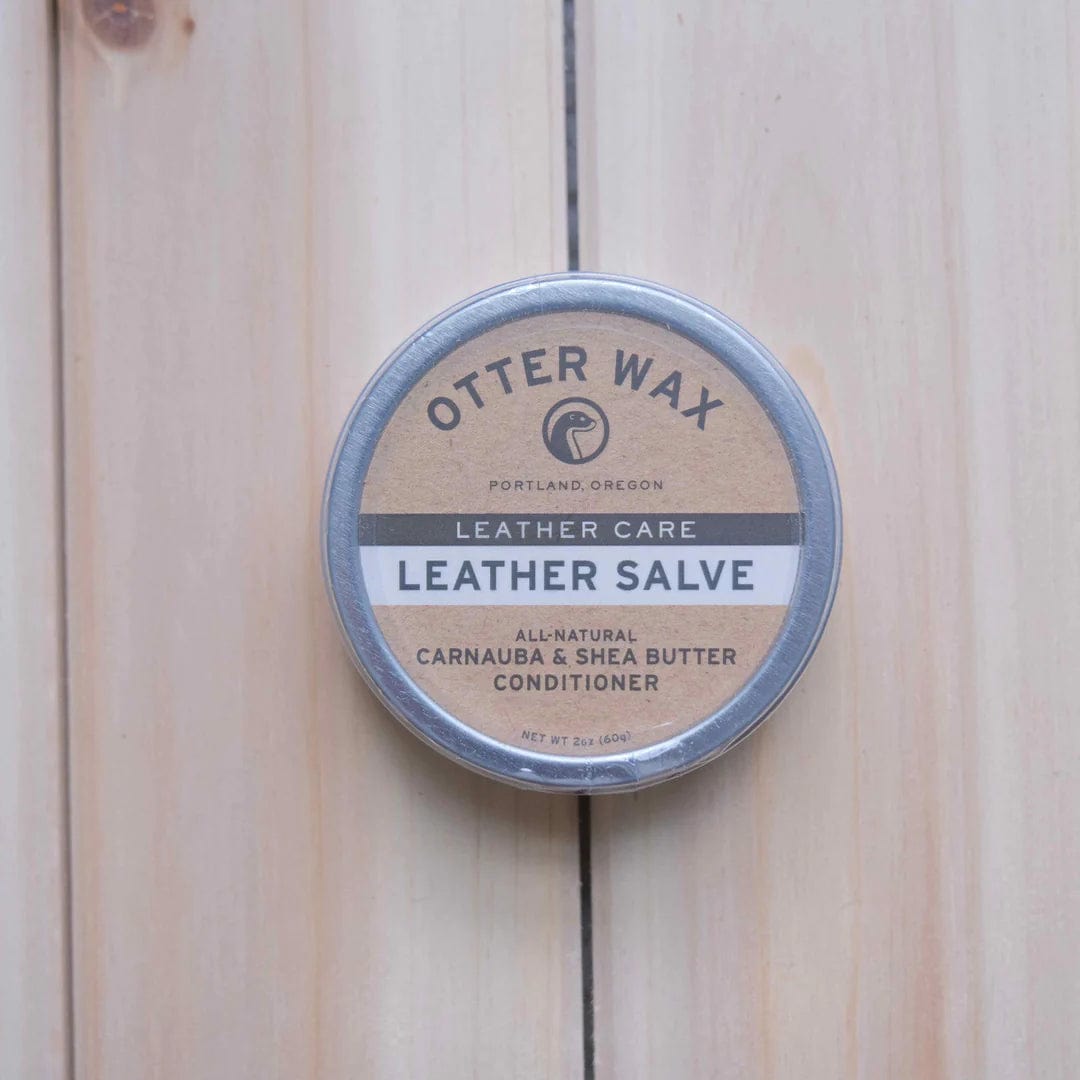 OTTER WAX
PORTLAND, OREGON
LEATHER CARE
LEATHER SALVE
ALL-NATURAL
CARNAUBA & SHEA BUTTER
CONDITIONER
NET WT 2oz (60g)